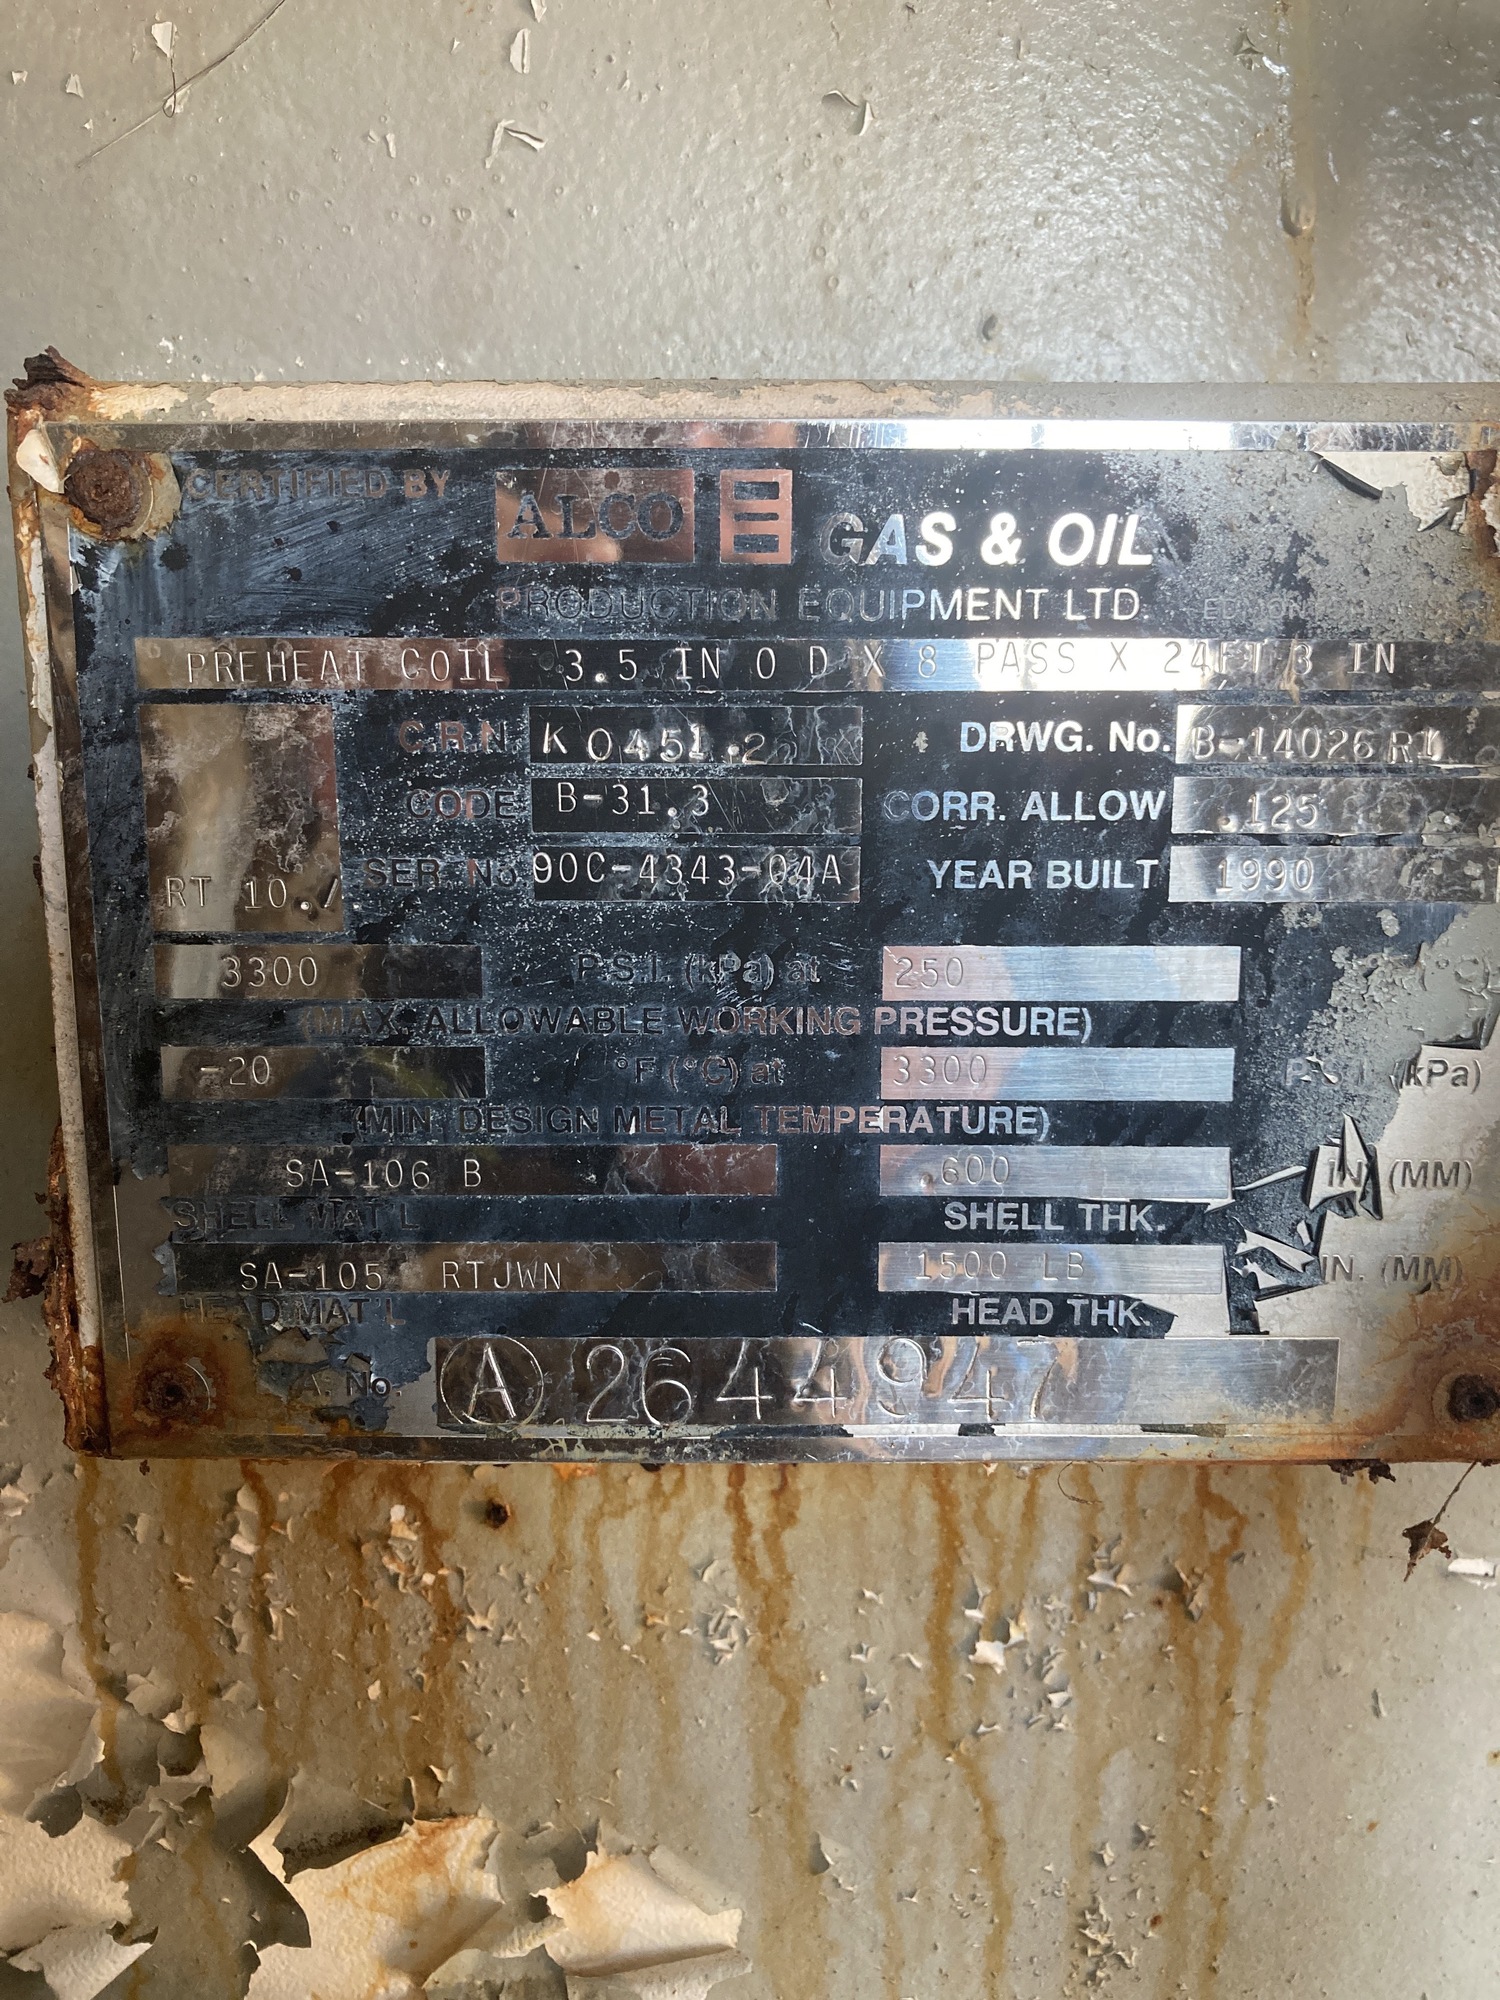 CERTIFIED BY ALCO GAS & OIL
PRODUCTION EQUIPMENT LTD.
PREHEAT COIL 3.5 IN O D X 8 PASS X 24FT 3 IN
C.R.N. K 0451.2 DRWG. No. B-14026 R1
CODE B-31.3 CORR. ALLOW .125
RT 10./. SER. No. 90C-4343-04A YEAR BUILT 1990
3300 P.S.I. (kPa) at 250 (°C)
(MAX. ALLOWABLE WORKING PRESSURE)
-20 °F (°C) at 3300 P.S.I. (kPa)
(MIN. DESIGN METAL TEMPERATURE)
SA-106 B .600 IN. (MM)
SHELL MAT'L SHELL THK.
SA-105 RTJWN 1500 LB IN. (MM)
HEAD MAT'L HEAD THK.
A. No. A 2644947